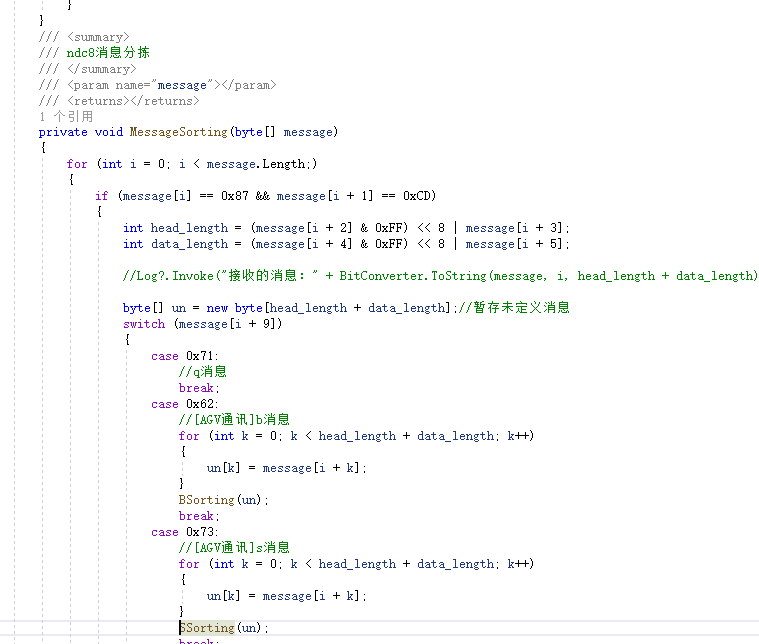 }
}
/// <summary>
/// ndc8消息分拣
/// </summary>
/// <param name="message"></param>
/// <returns></returns>
1 个引用
private void MessageSorting(byte[] message)
{
for (int i = 0; i < message.Length;)
{
if (message[i] == 0x87 && message[i + 1] == 0xCD)
{
int head_length = (message[i + 2] & 0xFF) << 8 | message[i + 3];
int data_length = (message[i + 4] & 0xFF) << 8 | message[i + 5];
//Log?.Invoke("接收的消息：" + BitConverter.ToString(message, i, head_length + data_length)
byte[] un = new byte[head_length + data_length];//暂存未定义消息
switch (message[i + 9])
{
case 0x71:
//q消息
break;
case 0x62:
//[AGV通讯]b消息
for (int k = 0; k < head_length + data_length; k++)
{
un[k] = message[i + k];
}
BSorting(un);
break;
case 0x73:
//[AGV通讯]s消息
for (int k = 0; k < head_length + data_length; k++)
{
un[k] = message[i + k];
}
SSorting(un);
break;